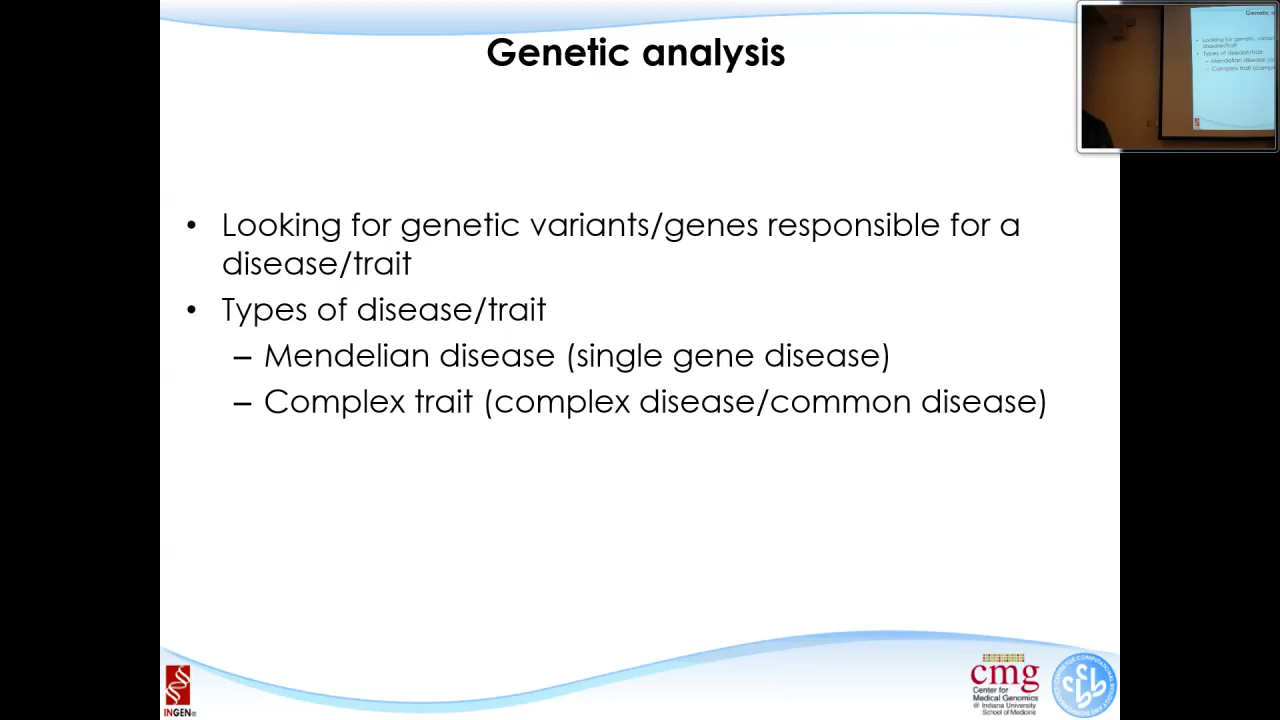 Genetic analysis
• Looking for genetic variants/genes responsible for a
disease/trait
• Types of disease/trait
– Mendelian disease (single gene disease)
– Complex trait (complex disease/common disease)
INGEN
cmg
Center for
Medical Genomics
@ Indiana University
School of Medicine